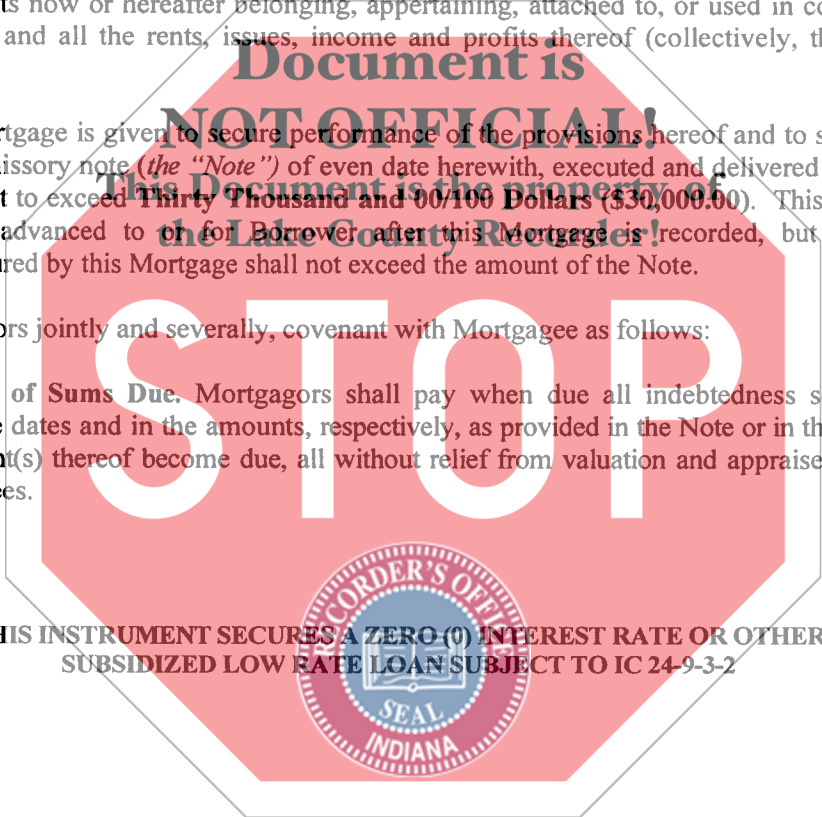 ts now or hereafter belonging, appertaining, attached to, or used in co
and all the rents, issues, income and profits thereof (collectively, th
Document is
NOT OFFICIAL!
rtgage is given to secure performance of the provisions hereof and to s
issory note (the “Note”) of even date herewith, executed and delivered
This Document is the property of
t to exceed Thirty Thousand and 00/100 Dollars ($30,000.00). This
the Lake County Recorder!
advanced to or for Borrower after this Mortgage is recorded, but
red by this Mortgage shall not exceed the amount of the Note.
ors jointly and severally, covenant with Mortgagee as follows:
STOP
of Sums Due. Mortgagors shall pay when due all indebtedness s
e dates and in the amounts, respectively, as provided in the Note or in th
nt(s) thereof become due, all without relief from valuation and appraise
ees.
HIS INSTRUMENT SECURES A ZERO (0) INTEREST RATE OR OTHER
SUBSIDIZED LOW RATE LOAN SUBJECT TO IC 24-9-3-2
RECORDER'S OFFICE
SEAL
INDIANA